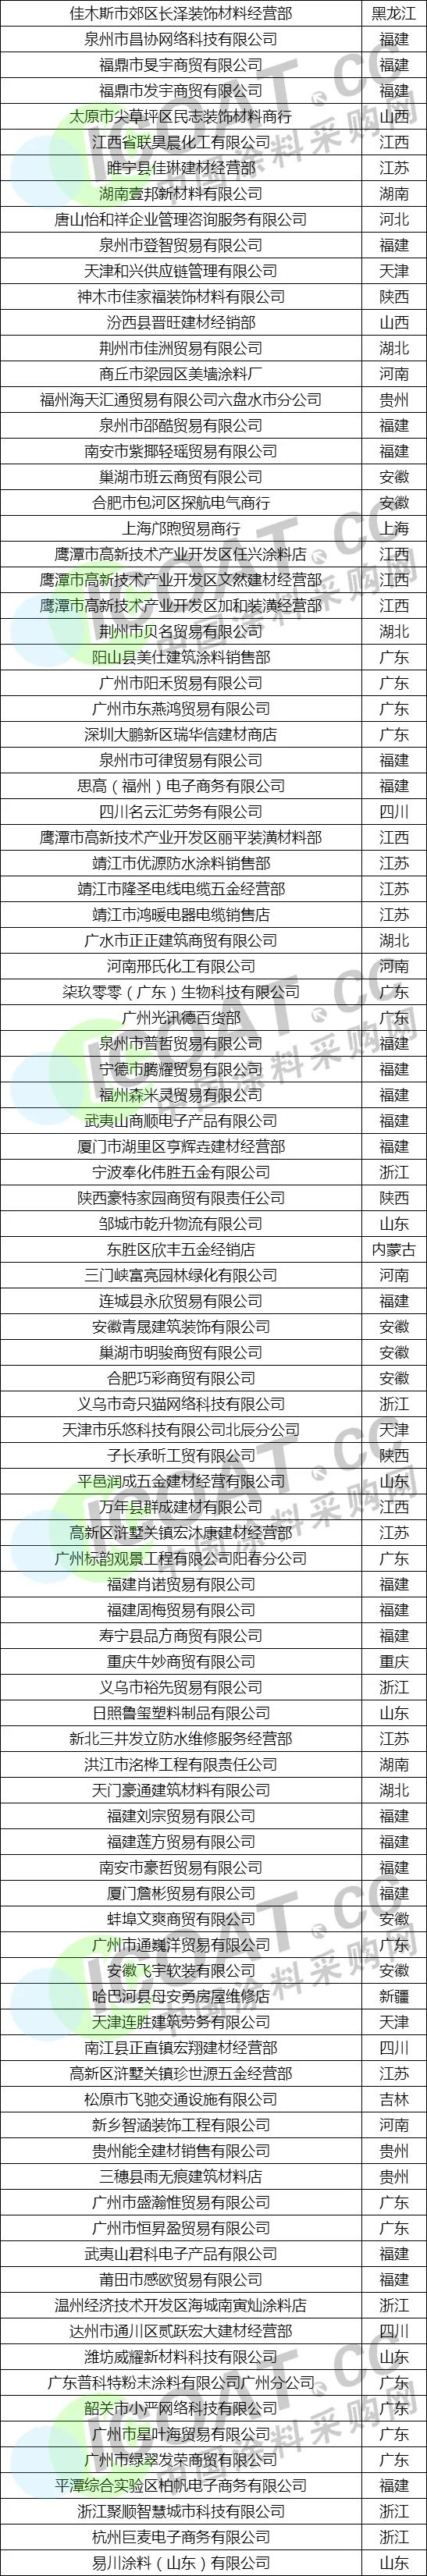 佳木斯市郊区长泽装饰材料经营部 黑龙江
泉州市昌协网络科技有限公司 福建
福鼎市旻宇商贸有限公司 福建
福鼎市发宇商贸有限公司 福建
太原市尖草坪区民志装饰材料商行 山西
江西省联昊晨化工有限公司 江西
睢宁县佳琳建材经营部 江苏
湖南壹邦新材料有限公司 湖南
唐山怡和祥企业管理咨询服务有限公司 河北
泉州市登智贸易有限公司 福建
天津和兴供应链管理有限公司 天津
神木市佳家福装饰材料有限公司 陕西
汾西县晋旺建材经销部 山西
荆州市佳洲贸易有限公司 湖北
商丘市梁园区美墙涂料厂 河南
福州海天汇通贸易有限公司六盘水市分公司 贵州
泉州市邵酷贸易有限公司 福建
南安市紫揶轻瑶贸易有限公司 福建
巢湖市班云商贸有限公司 安徽
合肥市包河区探航电气商行 安徽
上海邝煦贸易商行 上海
鹰潭市高新技术产业开发区任兴涂料店 江西
鹰潭市高新技术产业开发区文然建材经营部 江西
鹰潭市高新技术产业开发区加和装潢经营部 江西
荆州市贝名贸易有限公司 湖北
阳山县美仕建筑涂料销售部 广东
广州市阳禾贸易有限公司 广东
广州市东燕鸿贸易有限公司 广东
深圳大鹏新区瑞华信建材商店 广东
泉州市可律贸易有限公司 福建
思高（福州）电子商务有限公司 福建
四川名云汇劳务有限公司 四川
鹰潭市高新技术产业开发区丽平装潢材料部 江西
靖江市优源防水涂料销售部 江苏
靖江市隆圣电线电缆五金经营部 江苏
靖江市鸿暖电器电缆销售店 江苏
广水市正正建筑商贸有限公司 湖北
河南邢氏化工有限公司 河南
柒玖零零（广东）生物科技有限公司 广东
广州光讯德百货部 广东
泉州市普哲贸易有限公司 福建
宁德市腾耀贸易有限公司 福建
福州森米灵贸易有限公司 福建
武夷山商顺电子产品有限公司 福建
厦门市湖里区亨辉垚建材经营部 福建
宁波奉化伟胜五金有限公司 浙江
陕西豪特家园商贸有限责任公司 陕西
邹城市乾升物流有限公司 山东
东胜区欣丰五金经销店 内蒙古
三门峡富亮园林绿化有限公司 河南
连城县永欣贸易有限公司 福建
安徽青晟建筑装饰有限公司 安徽
巢湖市明骏商贸有限公司 安徽
合肥巧彩商贸有限公司 安徽
义乌市奇只猫网络科技有限公司 浙江
天津市乐悠科技有限公司北辰分公司 天津
子长承昕工贸有限公司 陕西
平邑润成五金建材经营有限公司 山东
万年县群成建材有限公司 江西
高新区浒墅关镇宏沐康建材经营部 江苏
广州标韵观景工程有限公司阳春分公司 广东
福建肖诺贸易有限公司 福建
福建周梅贸易有限公司 福建
寿宁县品方商贸有限公司 福建
重庆牛妙商贸有限公司 重庆
义乌市裕先贸易有限公司 浙江
日照鲁玺塑料制品有限公司 山东
新北三井发立防水维修服务经营部 江苏
洪江市洺桦工程有限责任公司 湖南
天门豪通建筑材料有限公司 湖北
福建刘宗贸易有限公司 福建
福建莲方贸易有限公司 福建
南安市豪哲贸易有限公司 福建
厦门詹彬贸易有限公司 福建
蚌埠文爽商贸有限公司 安徽
广州市通巍洋贸易有限公司 广东
安徽飞宇软装有限公司 安徽
哈巴河县母安勇房屋维修店 新疆
天津连胜建筑劳务有限公司 天津
南江县正直镇宏翔建材经营部 四川
高新区浒墅关镇珍世源五金经营部 江苏
松原市飞驰交通设施有限公司 吉林
新乡智涵装饰工程有限公司 河南
贵州能全建材销售有限公司 贵州
三穗县雨无痕建筑材料店 贵州
广州市盛瀚惟贸易有限公司 广东
广州市恒昇盈贸易有限公司 广东
武夷山君科电子产品有限公司 福建
莆田市感欧贸易有限公司 福建
温州经济技术开发区海城南寅灿涂料店 浙江
达州市通川区贰跃宏大建材经营部 四川
潍坊威耀新材料科技有限公司 山东
广东普科特粉末涂料有限公司广州分公司 广东
韶关市小严网络科技有限公司 广东
广州市星叶海贸易有限公司 广东
广州市绿翠发荣商贸有限公司 广东
平潭综合实验区柏帆电子商务有限公司 福建
浙江聚顺智慧城市科技有限公司 浙江
杭州巨麦电子商务有限公司 浙江
易川涂料（山东）有限公司 山东
ICOAT.CC
中国涂料采购网
ICOAT.CC
中国涂料采购网
ICOAT.CC
中国涂料采购网
ICOAT.CC
中国涂料采购网
ICOAT.CC
中国涂料采购网
ICOAT.CC
中国涂料采购网